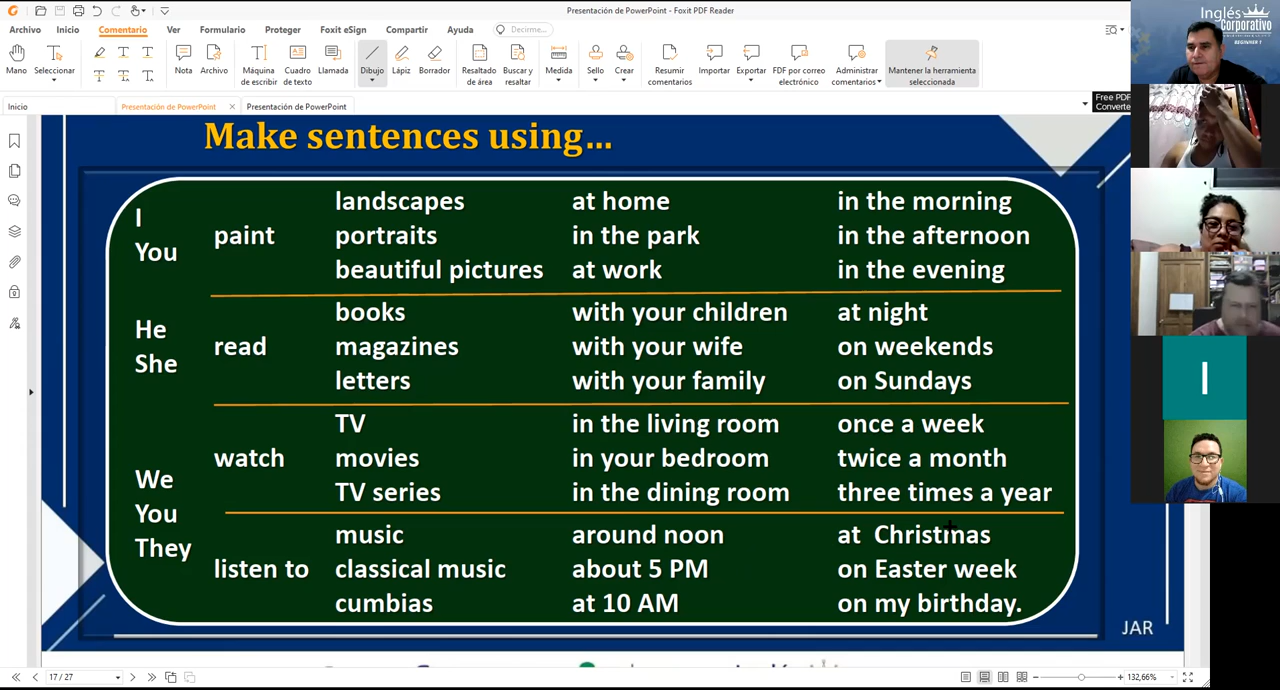 Presentación de PowerPoint - Foxit PDF Reader
Archivo Inicio Comentario Ver Formulario Proteger Foxit eSign Compartir Ayuda Decirme...
Mano Seleccionar Nota Archivo Máquina de escribir Cuadro de texto Llamada Dibujo Lápiz Borrador Resaltado de área Buscar y resaltar Medida Sello Crear Resumir comentarios Importar Exportar FDF por correo electrónico Administrar comentarios Mantener la herramienta seleccionada
Inicio Presentación de PowerPoint Presentación de PowerPoint
Free PDF
Converte
Inglés
Corporativo
BEGINNER 1
Make sentences using...
I
You
paint
landscapes at home in the morning
portraits in the park in the afternoon
beautiful pictures at work in the evening
He
She
read
books with your children at night
magazines with your wife on weekends
letters with your family on Sundays
We
You
They
watch
TV in the living room once a week
movies in your bedroom twice a month
TV series in the dining room three times a year
listen to
music around noon at Christmas
classical music about 5 PM on Easter week
cumbias at 10 AM on my birthday.
JAR
I
17 / 27
132,66%